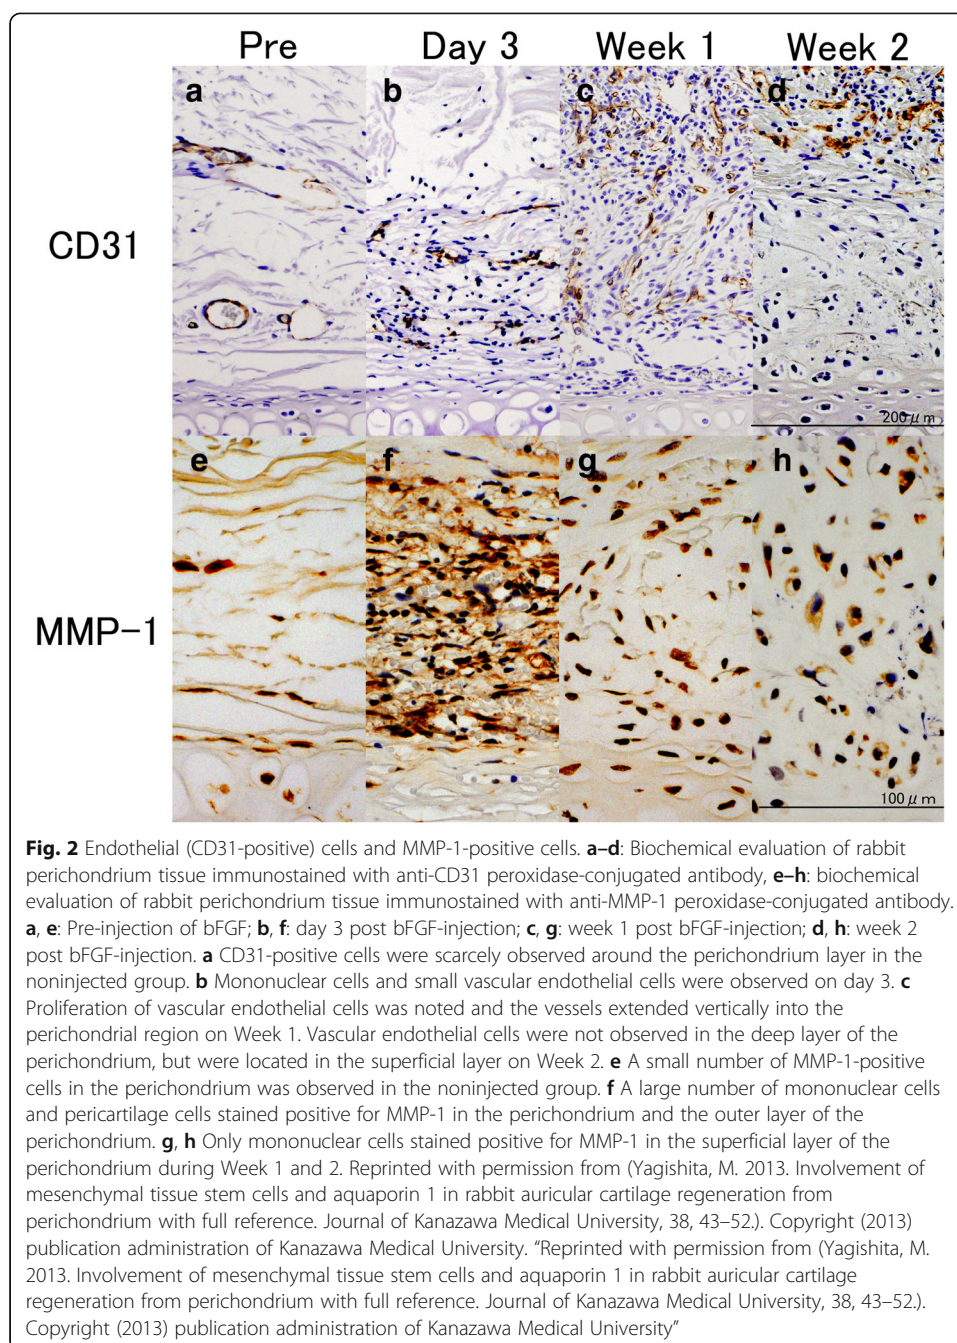 Pre Day 3 Week 1 Week 2
a b c d
CD31
200 μm
e f g h
MMP-1
100 μm
Fig. 2 Endothelial (CD31-positive) cells and MMP-1-positive cells. a–d: Biochemical evaluation of rabbit
perichondrium tissue immunostained with anti-CD31 peroxidase-conjugated antibody, e–h: biochemical
evaluation of rabbit perichondrium tissue immunostained with anti-MMP-1 peroxidase-conjugated antibody.
a, e: Pre-injection of bFGF; b, f: day 3 post bFGF-injection; c, g: week 1 post bFGF-injection; d, h: week 2
post bFGF-injection. a CD31-positive cells were scarcely observed around the perichondrium layer in the
noninjected group. b Mononuclear cells and small vascular endothelial cells were observed on day 3. c
Proliferation of vascular endothelial cells was noted and the vessels extended vertically into the
perichondrial region on Week 1. Vascular endothelial cells were not observed in the deep layer of the
perichondrium, but were located in the superficial layer on Week 2. e A small number of MMP-1-positive
cells in the perichondrium was observed in the noninjected group. f A large number of mononuclear cells
and pericartilage cells stained positive for MMP-1 in the perichondrium and the outer layer of the
perichondrium. g, h Only mononuclear cells stained positive for MMP-1 in the superficial layer of the
perichondrium during Week 1 and 2. Reprinted with permission from (Yagishita, M. 2013. Involvement of
mesenchymal tissue stem cells and aquaporin 1 in rabbit auricular cartilage regeneration from
perichondrium with full reference. Journal of Kanazawa Medical University, 38, 43–52.). Copyright (2013)
publication administration of Kanazawa Medical University. “Reprinted with permission from (Yagishita, M.
2013. Involvement of mesenchymal tissue stem cells and aquaporin 1 in rabbit auricular cartilage
regeneration from perichondrium with full reference. Journal of Kanazawa Medical University, 38, 43–52.).
Copyright (2013) publication administration of Kanazawa Medical University”